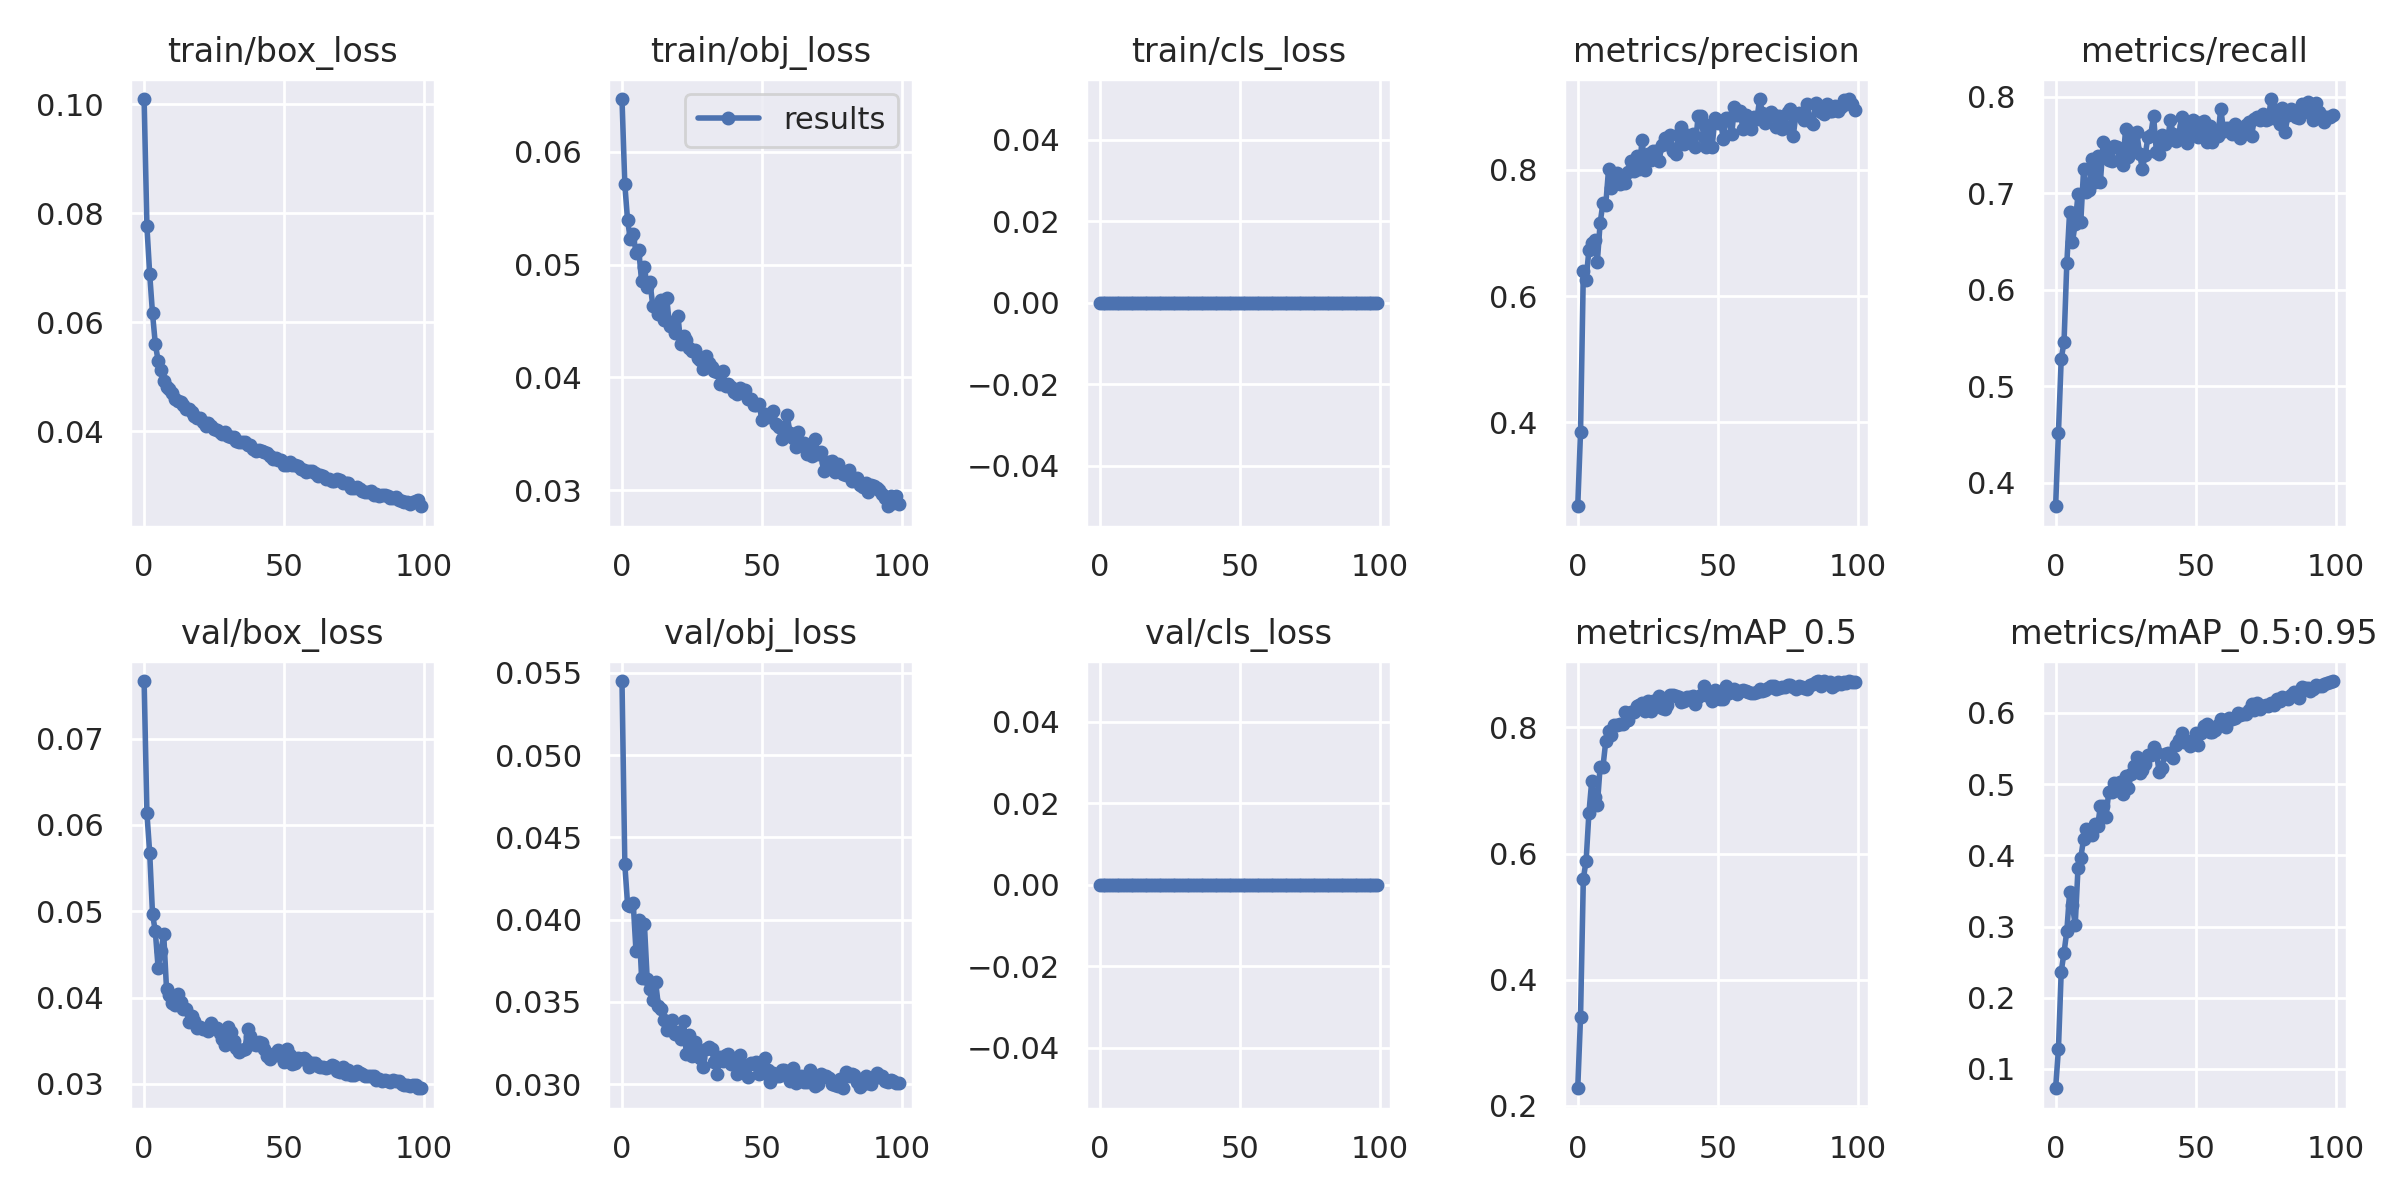 train/box_loss
0.10
0.08
0.06
0.04
0 50 100
train/obj_loss
results
0.06
0.05
0.04
0.03
0 50 100
train/cls_loss
0.04
0.02
0.00
−0.02
−0.04
0 50 100
metrics/precision
0.8
0.6
0.4
0 50 100
metrics/recall
0.8
0.7
0.6
0.5
0.4
0 50 100
val/box_loss
0.07
0.06
0.05
0.04
0.03
0 50 100
val/obj_loss
0.055
0.050
0.045
0.040
0.035
0.030
0 50 100
val/cls_loss
0.04
0.02
0.00
−0.02
−0.04
0 50 100
metrics/mAP_0.5
0.8
0.6
0.4
0.2
0 50 100
metrics/mAP_0.5:0.95
0.6
0.5
0.4
0.3
0.2
0.1
0 50 100